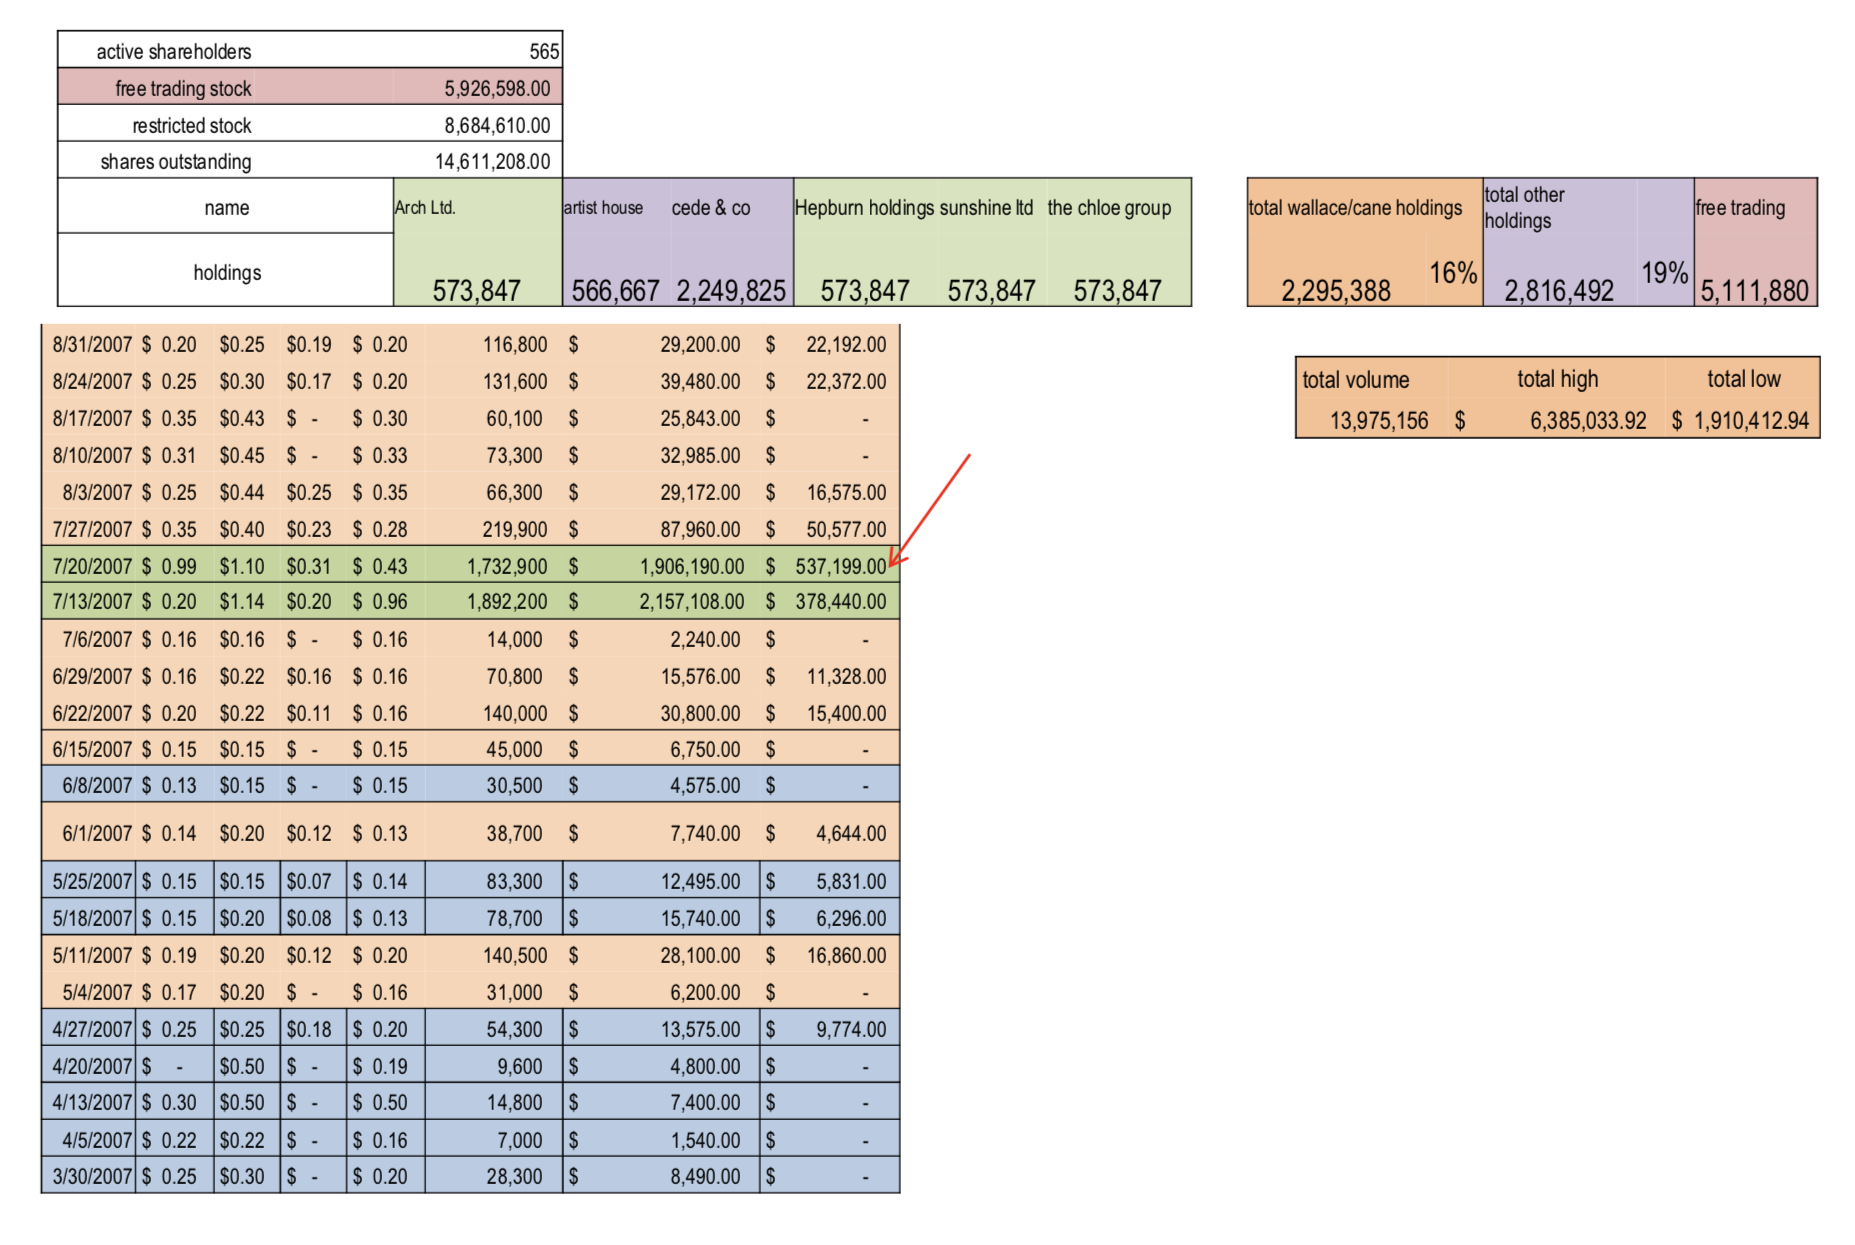 active shareholders 565
free trading stock 5,926,598.00
restricted stock 8,684,610.00
shares outstanding 14,611,208.00
name Arch Ltd. artist house cede & co Hepburn holdings sunshine ltd the chloe group
holdings 573,847 566,667 2,249,825 573,847 573,847 573,847
total wallace/cane holdings total other holdings free trading
2,295,388 16% 2,816,492 19% 5,111,880
total volume total high total low
13,975,156 $ 6,385,033.92 $ 1,910,412.94
8/31/2007 $ 0.20 $0.25 $0.19 $ 0.20 116,800 $ 29,200.00 $ 22,192.00
8/24/2007 $ 0.25 $0.30 $0.17 $ 0.20 131,600 $ 39,480.00 $ 22,372.00
8/17/2007 $ 0.35 $0.43 $ - $ 0.30 60,100 $ 25,843.00 $ -
8/10/2007 $ 0.31 $0.45 $ - $ 0.33 73,300 $ 32,985.00 $ -
8/3/2007 $ 0.25 $0.44 $0.25 $ 0.35 66,300 $ 29,172.00 $ 16,575.00
7/27/2007 $ 0.35 $0.40 $0.23 $ 0.28 219,900 $ 87,960.00 $ 50,577.00
7/20/2007 $ 0.99 $1.10 $0.31 $ 0.43 1,732,900 $ 1,906,190.00 $ 537,199.00
7/13/2007 $ 0.20 $1.14 $0.20 $ 0.96 1,892,200 $ 2,157,108.00 $ 378,440.00
7/6/2007 $ 0.16 $0.16 $ - $ 0.16 14,000 $ 2,240.00 $ -
6/29/2007 $ 0.16 $0.22 $0.16 $ 0.16 70,800 $ 15,576.00 $ 11,328.00
6/22/2007 $ 0.20 $0.22 $0.11 $ 0.16 140,000 $ 30,800.00 $ 15,400.00
6/15/2007 $ 0.15 $0.15 $ - $ 0.15 45,000 $ 6,750.00 $ -
6/8/2007 $ 0.13 $0.15 $ - $ 0.15 30,500 $ 4,575.00 $ -
6/1/2007 $ 0.14 $0.20 $0.12 $ 0.13 38,700 $ 7,740.00 $ 4,644.00
5/25/2007 $ 0.15 $0.15 $0.07 $ 0.14 83,300 $ 12,495.00 $ 5,831.00
5/18/2007 $ 0.15 $0.20 $0.08 $ 0.13 78,700 $ 15,740.00 $ 6,296.00
5/11/2007 $ 0.19 $0.20 $0.12 $ 0.20 140,500 $ 28,100.00 $ 16,860.00
5/4/2007 $ 0.17 $0.20 $ - $ 0.16 31,000 $ 6,200.00 $ -
4/27/2007 $ 0.25 $0.25 $0.18 $ 0.20 54,300 $ 13,575.00 $ 9,774.00
4/20/2007 $ - $0.50 $ - $ 0.19 9,600 $ 4,800.00 $ -
4/13/2007 $ 0.30 $0.50 $ - $ 0.50 14,800 $ 7,400.00 $ -
4/5/2007 $ 0.22 $0.22 $ - $ 0.16 7,000 $ 1,540.00 $ -
3/30/2007 $ 0.25 $0.30 $ - $ 0.20 28,300 $ 8,490.00 $ -